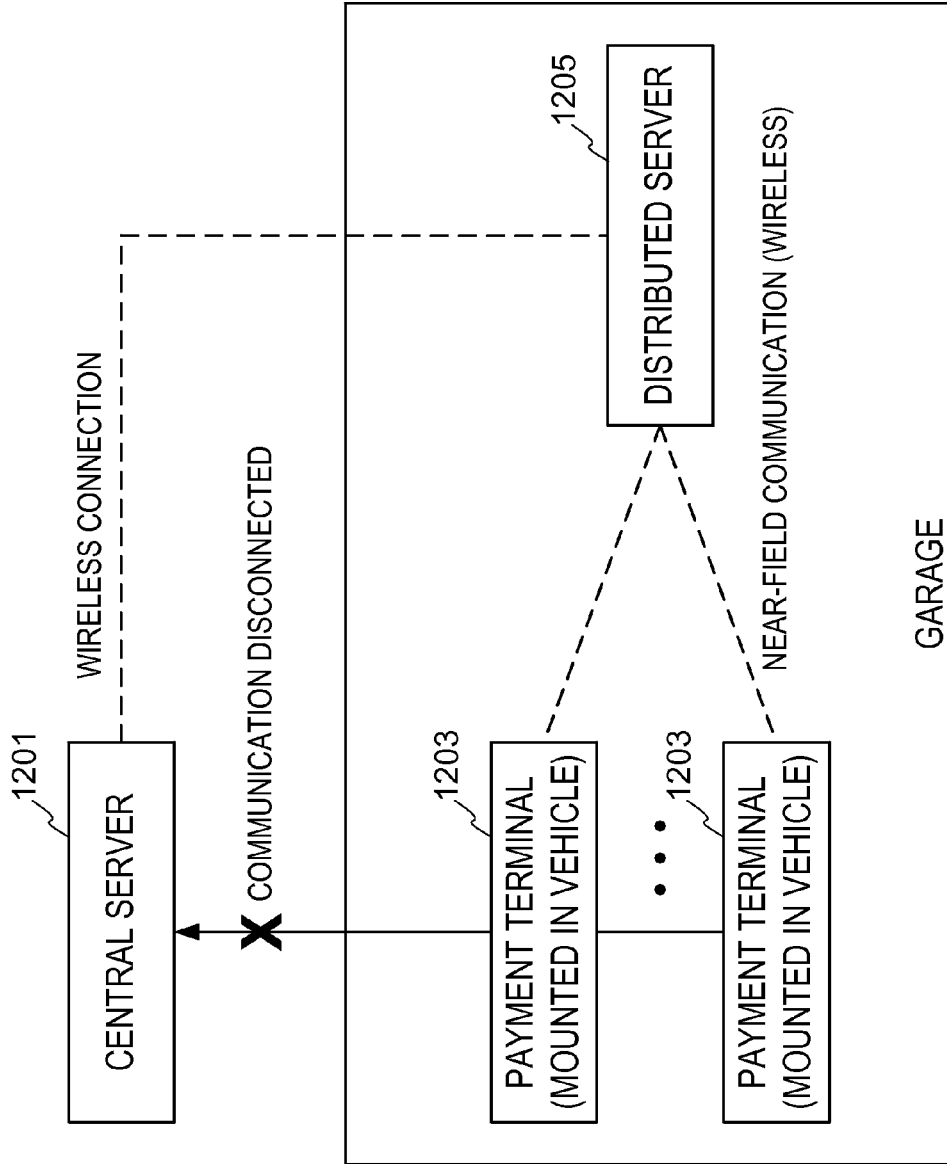 1201
CENTRAL SERVER
WIRELESS CONNECTION
COMMUNICATION DISCONNECTED
1203
PAYMENT TERMINAL
(MOUNTED IN VEHICLE)
1205
DISTRIBUTED SERVER
1203
PAYMENT TERMINAL
(MOUNTED IN VEHICLE)
NEAR-FIELD COMMUNICATION (WIRELESS)
GARAGE